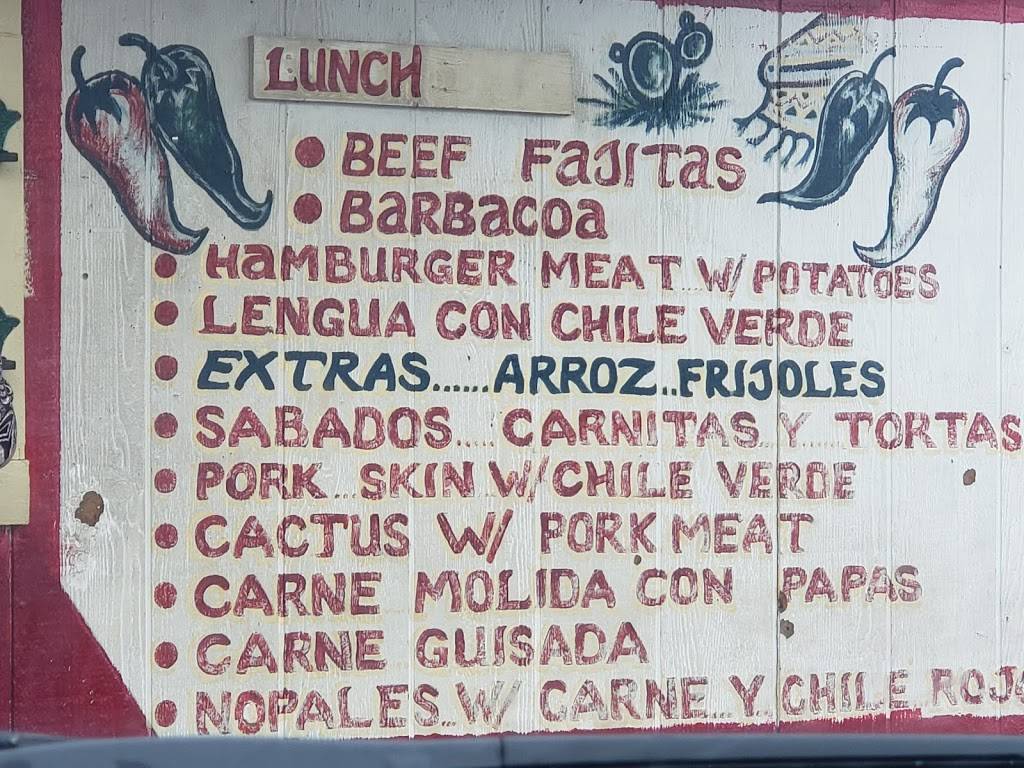 LUNCH
• BEEF FAJITAS
• BARBACOA
• HAMBURGER MEAT W/ POTATOES
• LENGUA CON CHILE VERDE
• EXTRAS......ARROZ..FRIJOLES
• SABADOS....CARNITAS Y TORTAS
• PORK...SKIN W/CHILE VERDE
• CACTUS W/ PORK MEAT
• CARNE MOLIDA CON PAPAS
• CARNE GUISADA
• NOPALES..W/ CARNE..Y.CHILE.ROJO